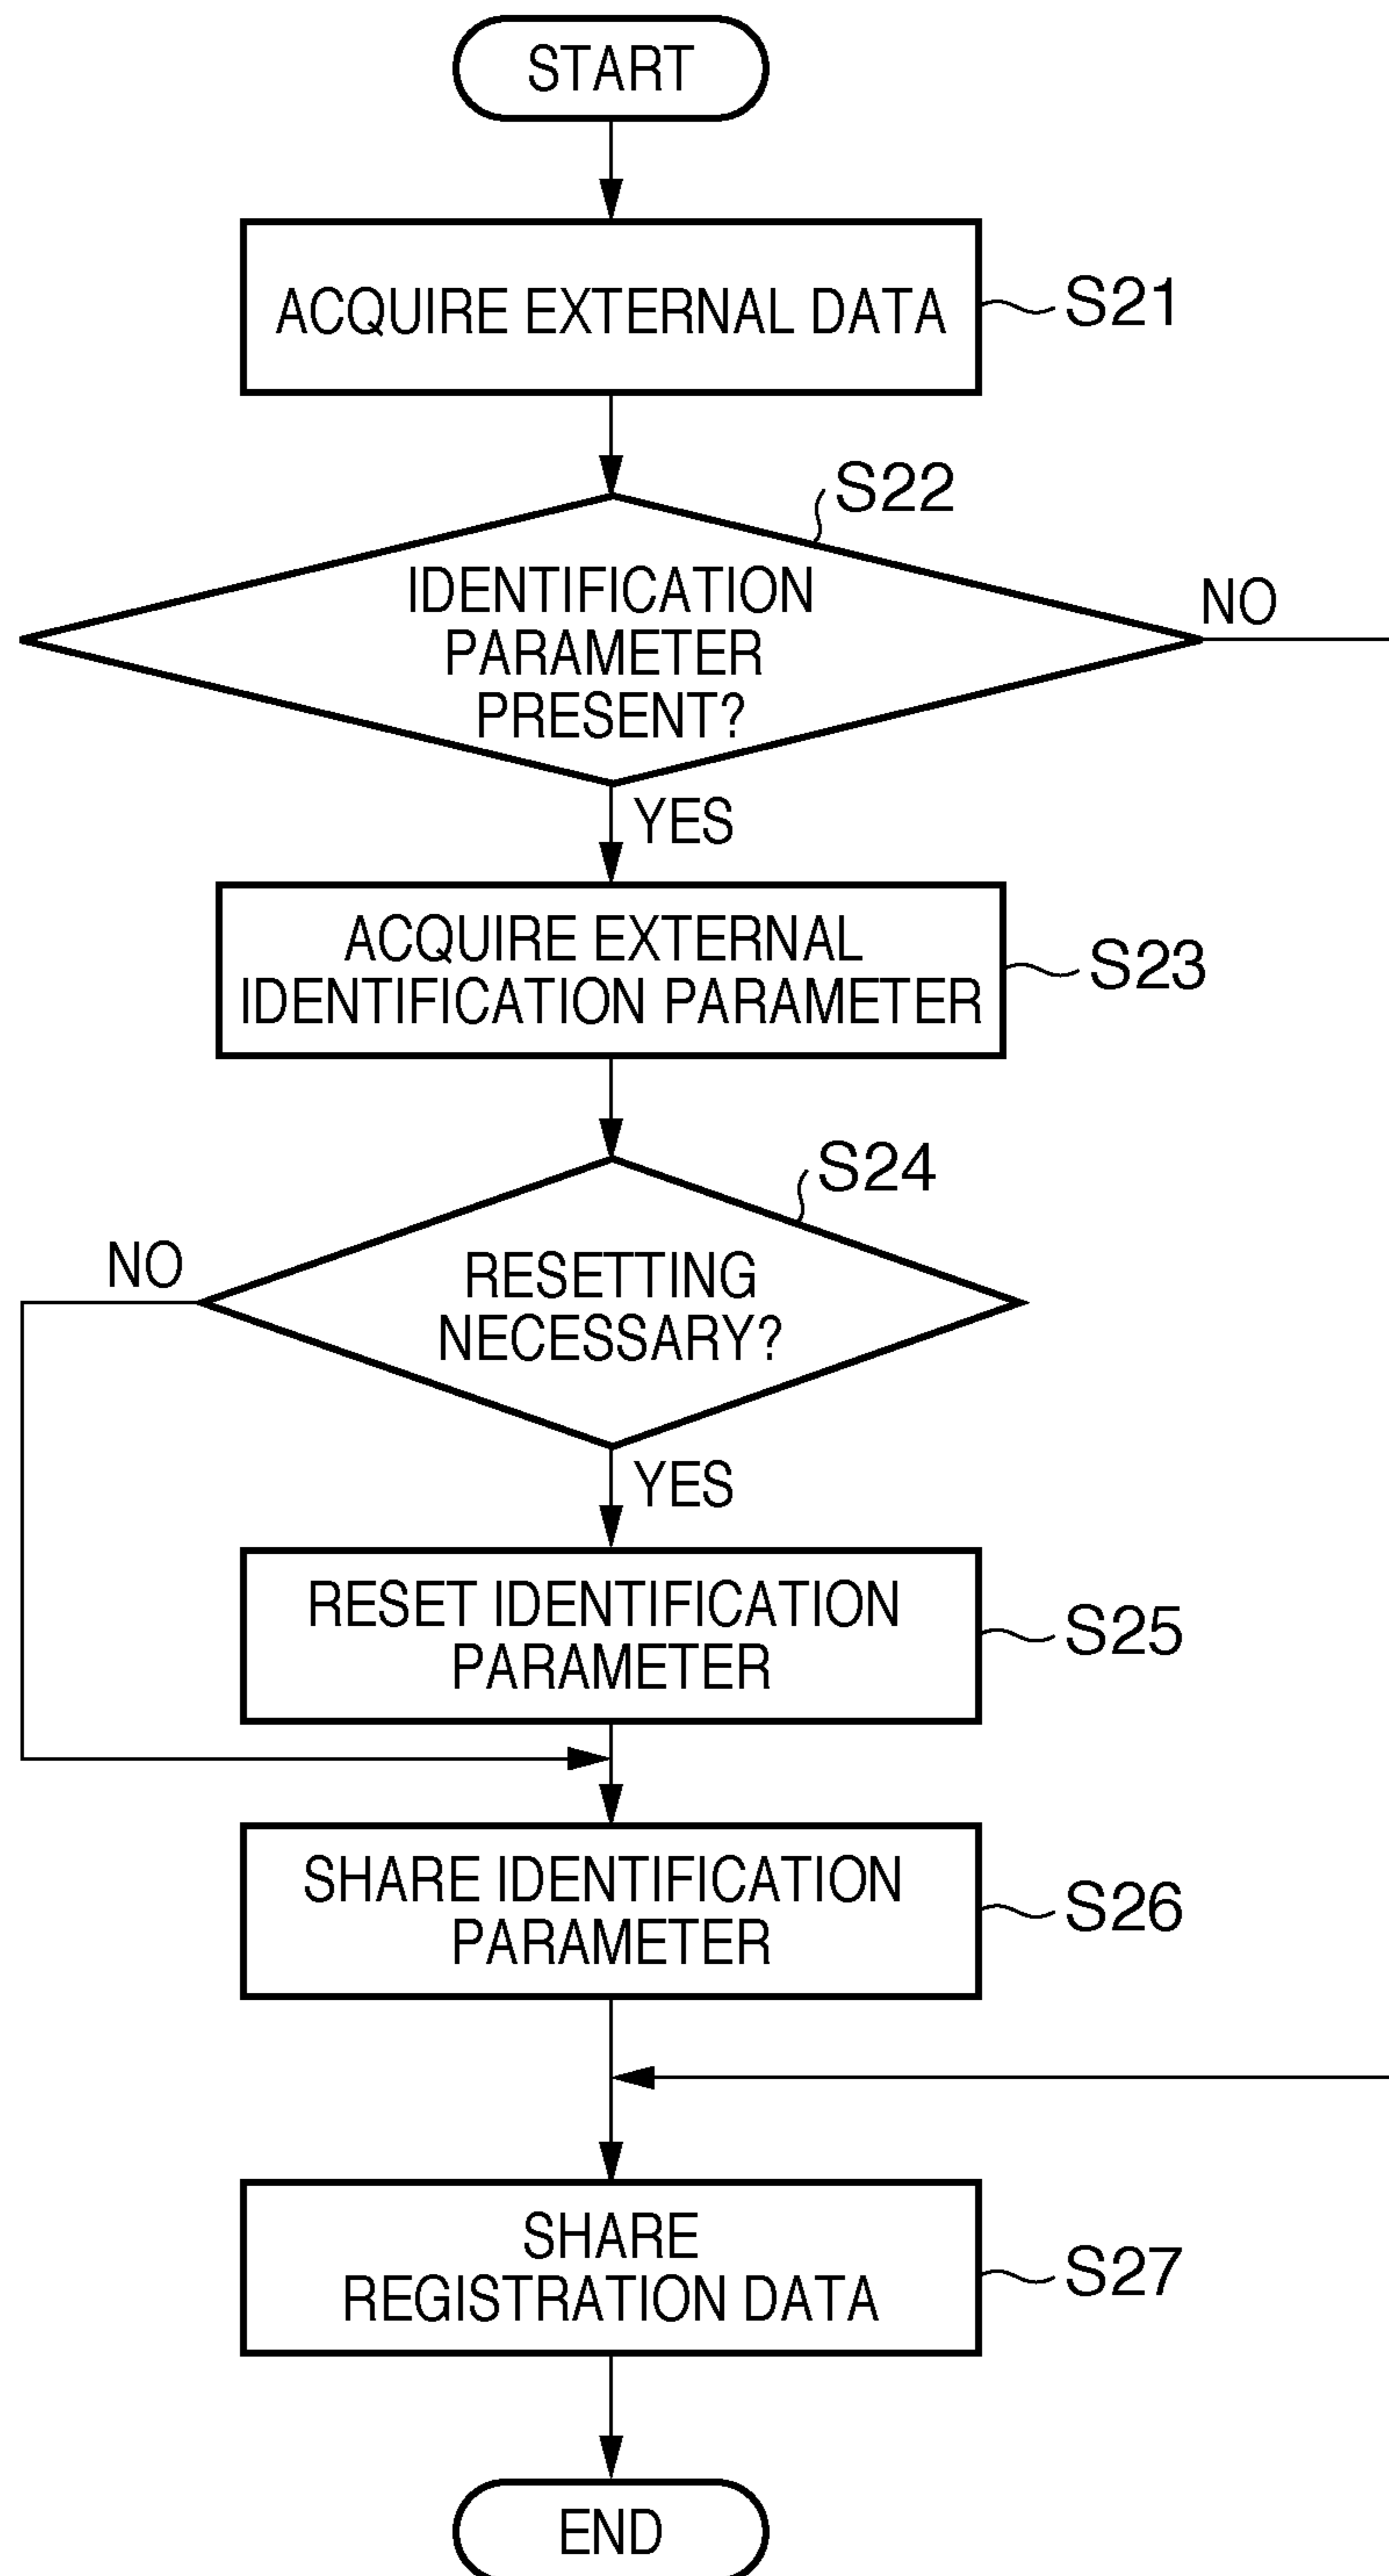 START
ACQUIRE EXTERNAL DATA
S21
S22
IDENTIFICATION
PARAMETER
PRESENT?
NO
YES
ACQUIRE EXTERNAL
IDENTIFICATION PARAMETER
S23
S24
NO
RESETTING
NECESSARY?
YES
RESET IDENTIFICATION
PARAMETER
S25
SHARE IDENTIFICATION
PARAMETER
S26
SHARE
REGISTRATION DATA
S27
END